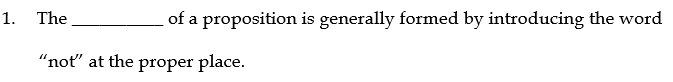 1. The __________ of a proposition is generally formed by introducing the word
“not” at the proper place.